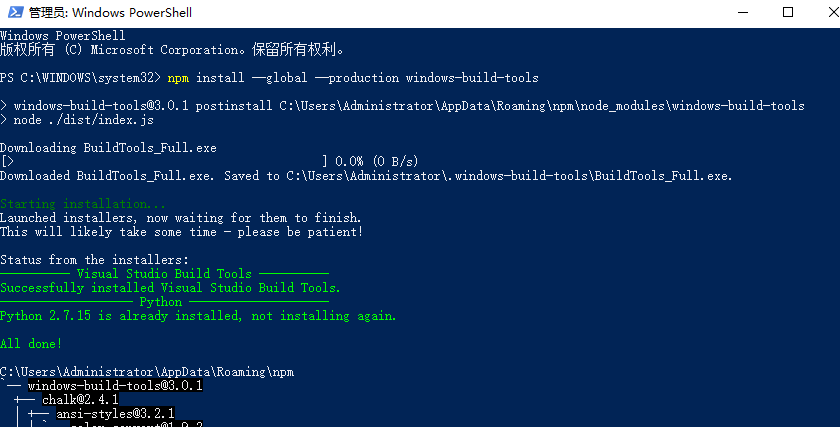 管理员: Windows PowerShell
Windows PowerShell
版权所有 (C) Microsoft Corporation。保留所有权利。
PS C:\WINDOWS\system32> npm install --global --production windows-build-tools
> windows-build-tools@3.0.1 postinstall C:\Users\Administrator\AppData\Roaming\npm\node_modules\windows-build-tools
> node ./dist/index.js
Downloading BuildTools_Full.exe
[> ] 0.0% (0 B/s)
Downloaded BuildTools_Full.exe. Saved to C:\Users\Administrator\.windows-build-tools\BuildTools_Full.exe.
Starting installation...
Launched installers, now waiting for them to finish.
This will likely take some time - please be patient!
Status from the installers:
---------- Visual Studio Build Tools ----------
Successfully installed Visual Studio Build Tools.
------------------- Python --------------------
Python 2.7.15 is already installed, not installing again.
All done!
C:\Users\Administrator\AppData\Roaming\npm
`-- windows-build-tools@3.0.1
+-- chalk@2.4.1
| +-- ansi-styles@3.2.1